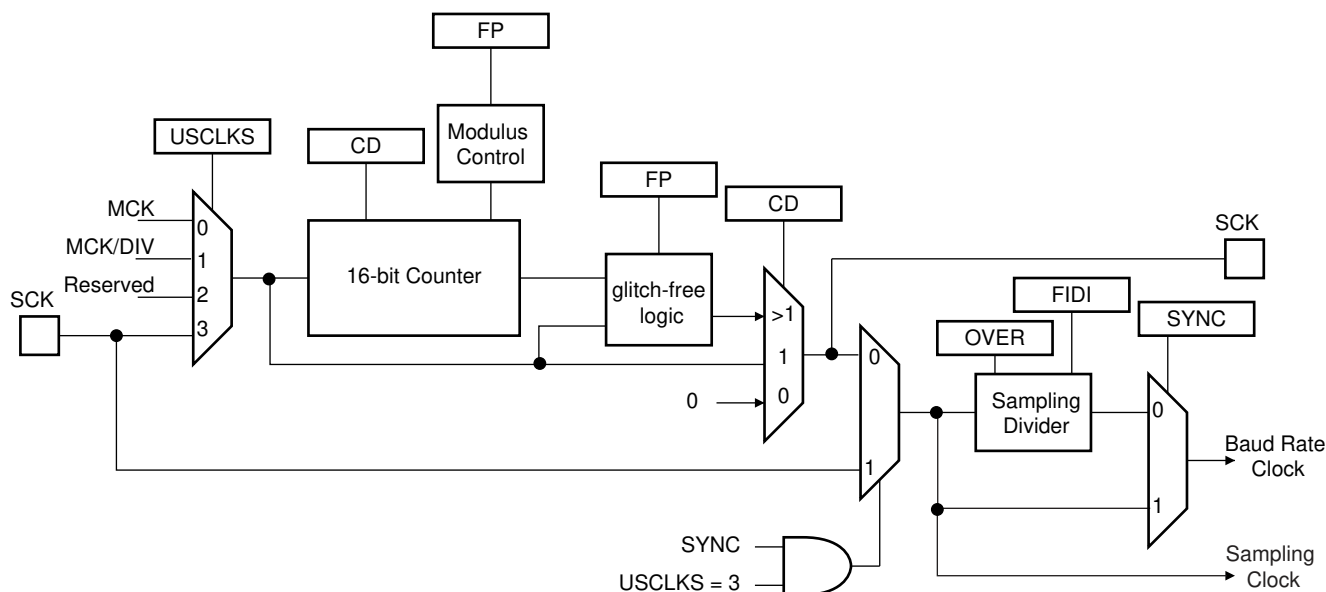 FP
USCLKS
CD
Modulus
Control
FP
CD
MCK
0
MCK/DIV
1
Reserved
2
SCK
3
16-bit Counter
glitch-free
logic
>1
1
0
0
SCK
FIDI
OVER
SYNC
0
1
Sampling
Divider
0
1
Baud Rate
Clock
SYNC
USCLKS = 3
Sampling
Clock